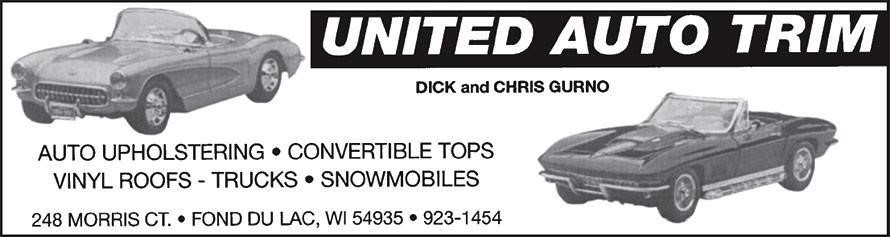 UNITED AUTO TRIM
DICK and CHRIS GURNO
AUTO UPHOLSTERING • CONVERTIBLE TOPS
VINYL ROOFS - TRUCKS • SNOWMOBILES
248 MORRIS CT. • FOND DU LAC, WI 54935 • 923-1454